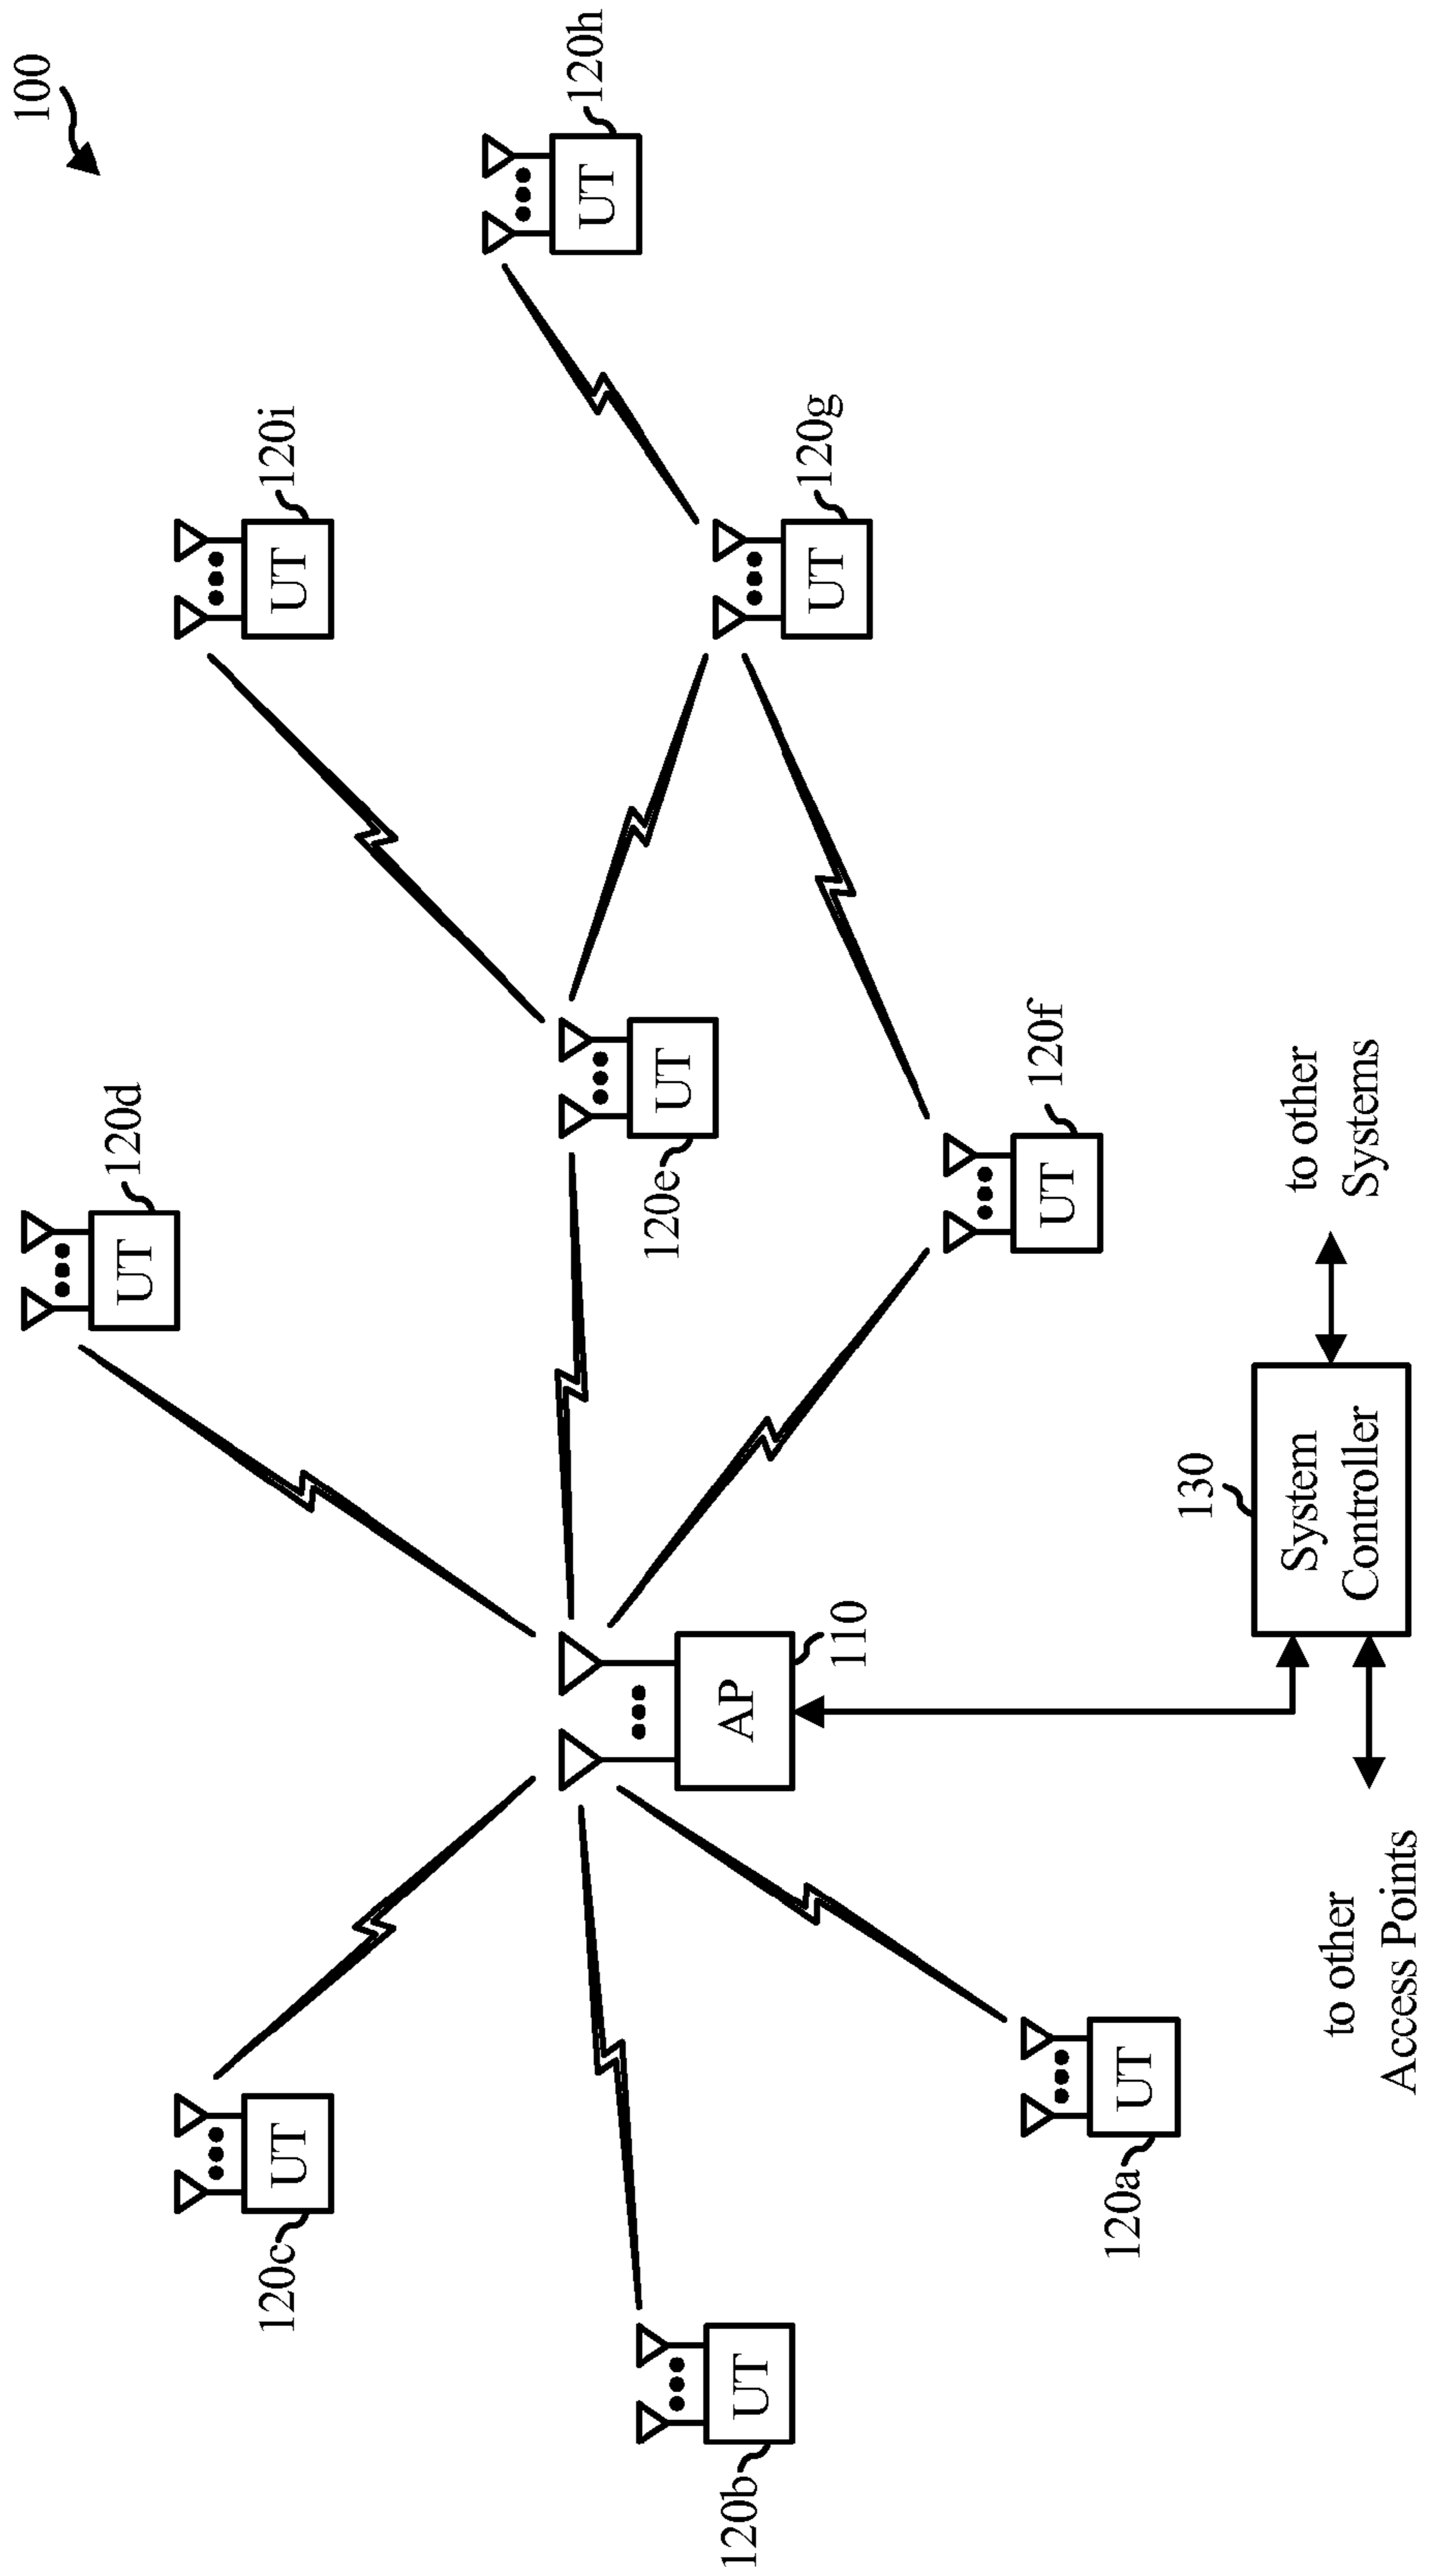 100
UT
120d
UT
120i
UT
120c
UT
120h
UT
120e
AP
110
UT
120g
UT
120b
UT
120f
UT
120a
130
System
Controller
to other
Systems
to other
Access Points